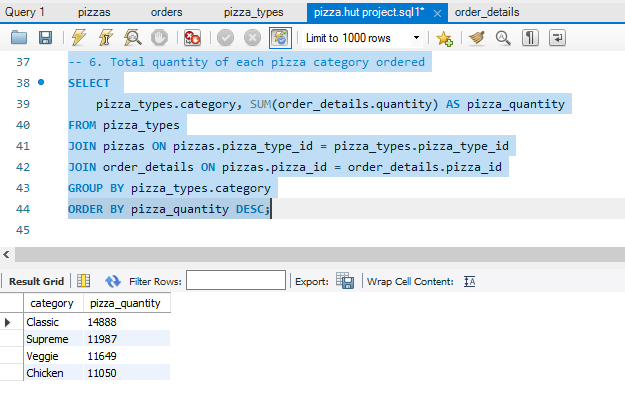 Query 1 pizzas orders pizza_types pizza.hut project.sql1* order_details
Limit to 1000 rows
37 -- 6. Total quantity of each pizza category ordered
38 SELECT
39 pizza_types.category, SUM(order_details.quantity) AS pizza_quantity
40 FROM pizza_types
41 JOIN pizzas ON pizzas.pizza_type_id = pizza_types.pizza_type_id
42 JOIN order_details ON pizzas.pizza_id = order_details.pizza_id
43 GROUP BY pizza_types.category
44 ORDER BY pizza_quantity DESC;
45
Result Grid Filter Rows: Export: Wrap Cell Content: IA
category pizza_quantity
Classic 14888
Supreme 11987
Veggie 11649
Chicken 11050